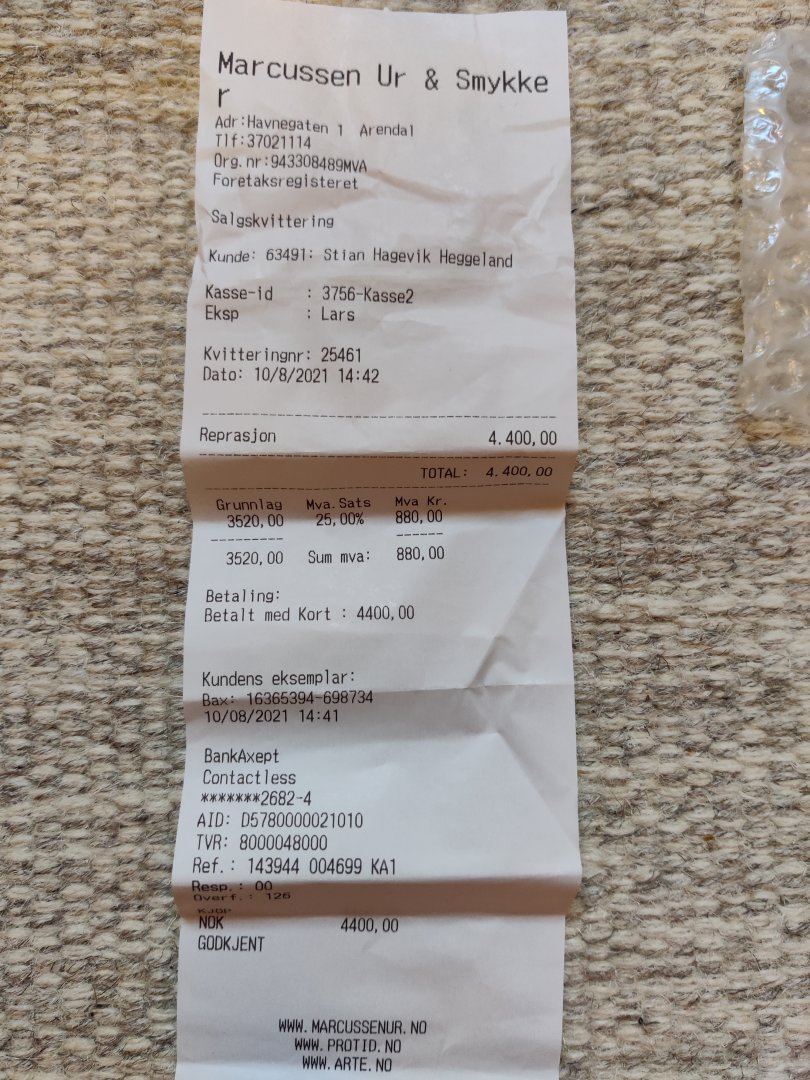 Marcussen Ur & Smykke
r
Adr:Havnegaten 1 Arendal
Tlf:37021114
Org.nr:943308489MVA
Foretaksregisteret
Salgskvittering
Kunde: 63491: Stian Hagevik Heggeland
Kasse-id : 3756-Kasse2
Eksp : Lars
Kvitteringnr: 25461
Dato: 10/8/2021 14:42
Reprasjon 4.400,00
TOTAL: 4.400,00
Grunnlag Mva.Sats Mva Kr.
3520,00 25,00% 880,00
3520,00 Sum mva: 880,00
Betaling:
Betalt med Kort : 4400,00
Kundens eksemplar:
Bax: 16365394-698734
10/08/2021 14:41
BankAxept
Contactless
*******2682-4
AID: D5780000021010
TVR: 8000048000
Ref.: 143944 004699 KA1
Resp.: 00
Overf.: 126
KJØP
NOK 4400,00
GODKJENT
WWW.MARCUSSENUR.NO
WWW.PROTID.NO
WWW.ARTE.NO